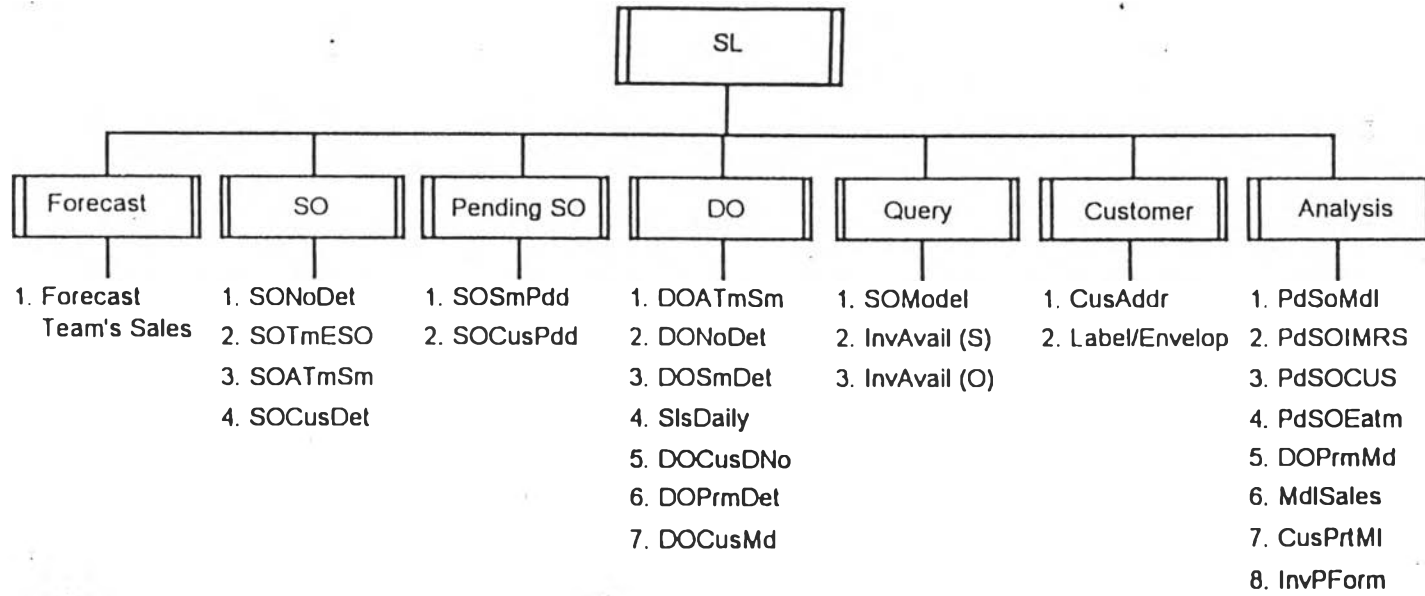 SL
Forecast
SO
Pending SO
DO
Query
Customer
Analysis
1. Forecast
Team's Sales
1. SONoDet
2. SOTmESO
3. SOATmSm
4. SOCusDet
1. SOSmPdd
2. SOCusPdd
1. DOATmSm
2. DONoDet
3. DOSmDet
4. SlsDaily
5. DOCusDNo
6. DOPrmDet
7. DOCusMd
1. SOModel
2. InvAvail (S)
3. InvAvail (O)
1. CusAddr
2. Label/Envelop
1. PdSoMdl
2. PdSOIMRS
3. PdSOCUS
4. PdSOEatm
5. DOPrmMd
6. MdlSales
7. CusPrtMl
8. InvPForm